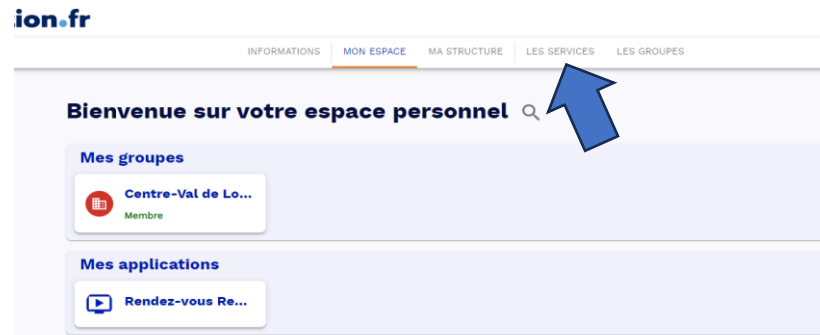 ion.fr
INFORMATIONS MON ESPACE MA STRUCTURE LES SERVICES LES GROUPES
Bienvenue sur votre espace personnel
Mes groupes
Centre-Val de Lo...
Membre
Mes applications
Rendez-vous Re...